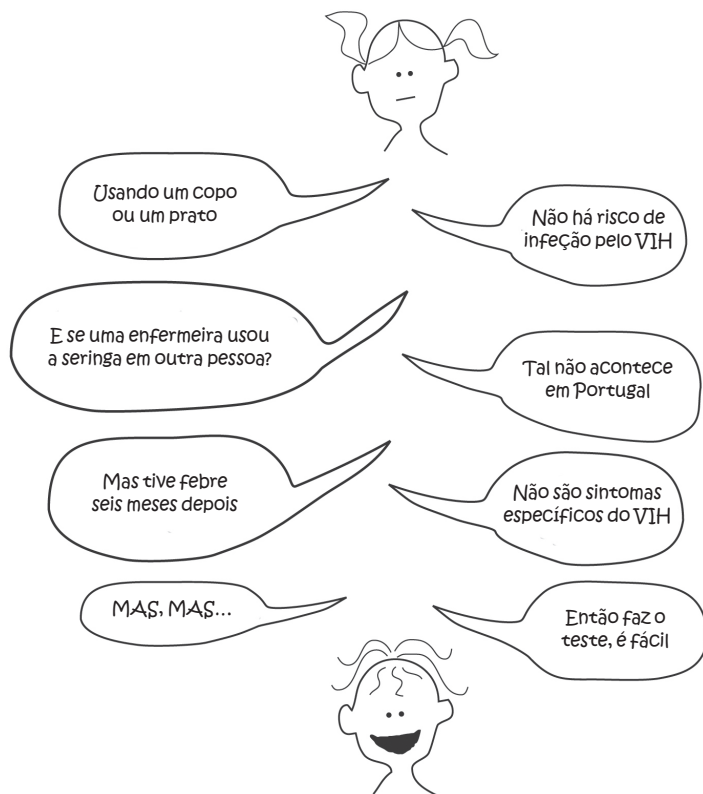 Usando um copo
ou um prato
Não há risco de
infeção pelo VIH
E se uma enfermeira usou
a seringa em outra pessoa?
Tal não acontece
em Portugal
Mas tive febre
seis meses depois
Não são sintomas
específicos do VIH
MAS, MAS...
Então faz o
teste, é fácil